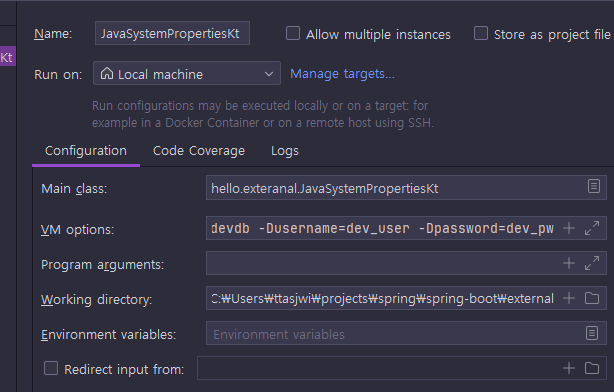 Name: JavaSystemPropertiesKt Allow multiple instances Store as project file
Kt
Run on: Local machine Manage targets...
Run configurations may be executed locally or on a target: for
example in a Docker Container or on a remote host using SSH.
Configuration Code Coverage Logs
Main class: hello.exteranal.JavaSystemPropertiesKt
VM options: devdb -Dusername=dev_user -Dpassword=dev_pw
Program arguments:
Working directory: C:₩Users₩ttasjwi₩projects₩spring₩spring-boot₩external
Environment variables: Environment variables
Redirect input from: